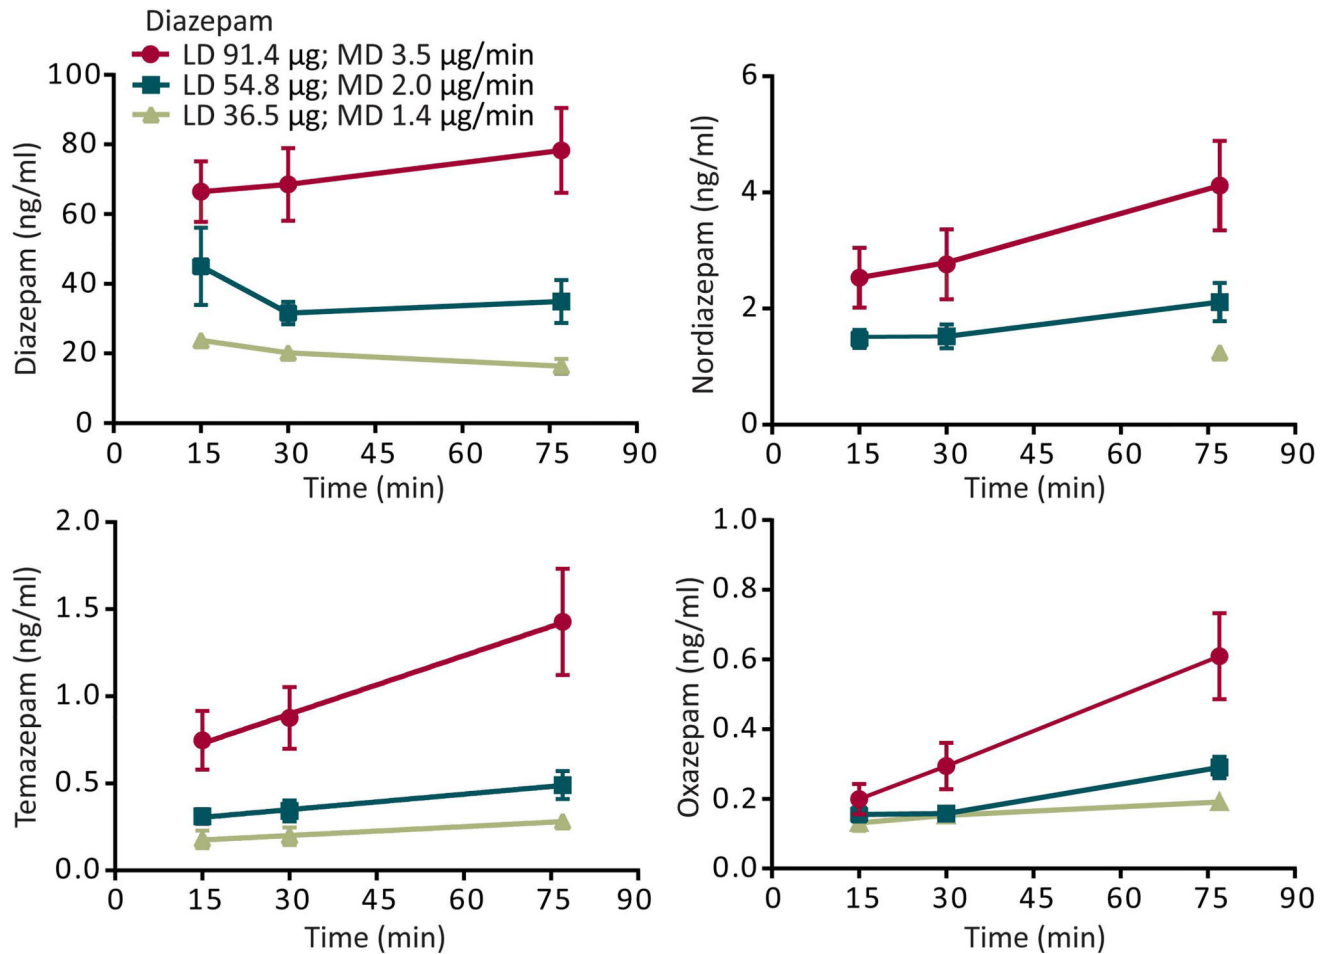 Diazepam
LD 91.4 µg; MD 3.5 µg/min
LD 54.8 µg; MD 2.0 µg/min
LD 36.5 µg; MD 1.4 µg/min
Diazepam (ng/ml)
100
80
60
40
20
0
0 15 30 45 60 75 90
Time (min)
Nordiazepam (ng/ml)
6
4
2
0
0 15 30 45 60 75 90
Time (min)
Temazepam (ng/ml)
2.0
1.5
1.0
0.5
0.0
0 15 30 45 60 75 90
Time (min)
Oxazepam (ng/ml)
1.0
0.8
0.6
0.4
0.2
0.0
0 15 30 45 60 75 90
Time (min)